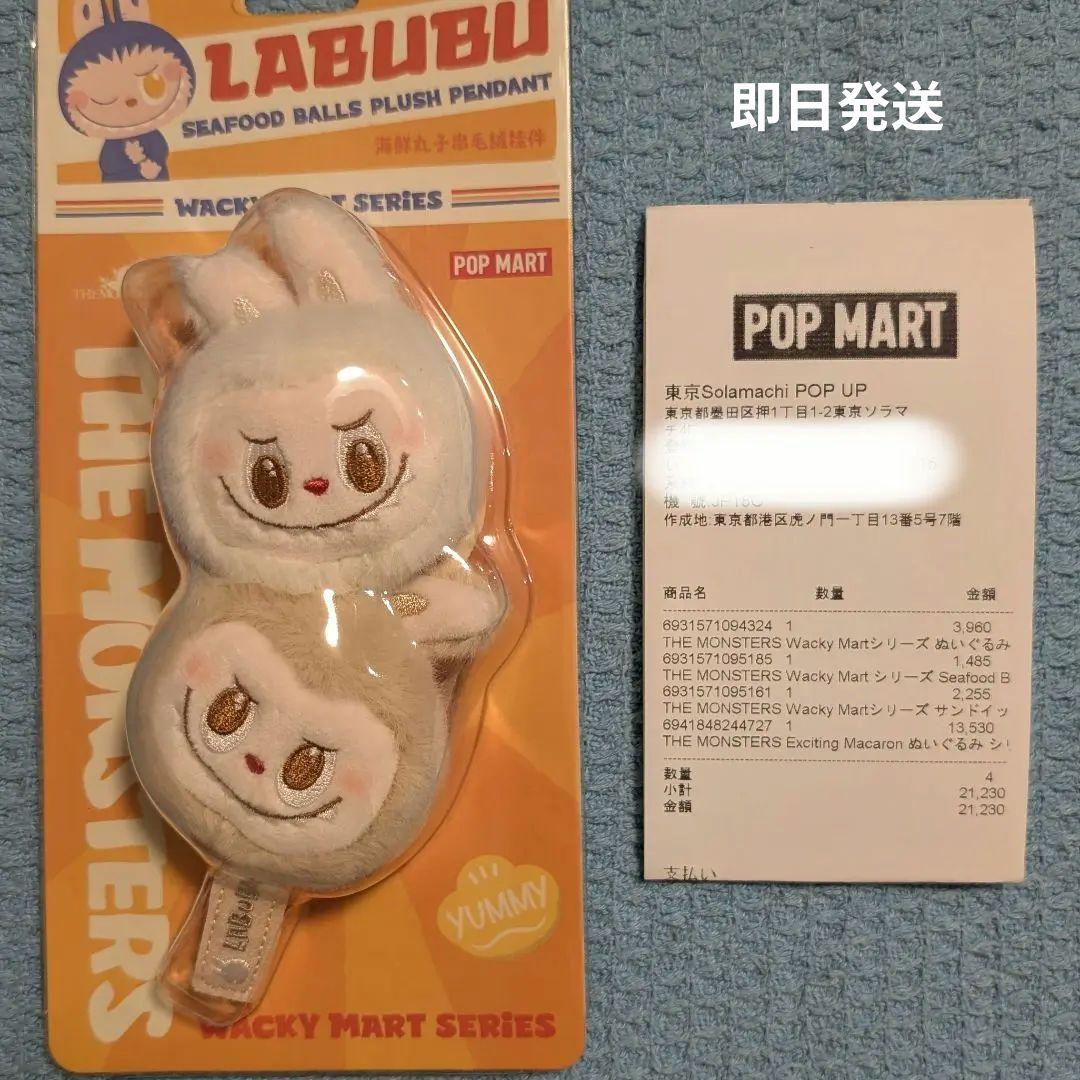 LABUBU
SEAFOOD BALLS PLUSH PENDANT
海鮮丸子串毛絨掛件
WACKY MART SERIES
POP MART
THE MONSTERS
YUMMY
WACKY MART SERIES
即日発送
POP MART
東京Solamachi POP UP
東京都墨田区押1丁目1-2東京ソラマ
機 號:JP18C
作成地:東京都港区虎ノ門一丁目13番5号7階
商品名 数量 金額
6931571094324 1 3,960
THE MONSTERS Wacky Martシリーズ ぬいぐるみ
6931571095185 1 1,485
THE MONSTERS Wacky Mart シリーズ Seafood B
6931571095161 1 2,255
THE MONSTERS Wacky Martシリーズ サンドイッ
6941848244727 1 13,530
THE MONSTERS Exciting Macaron ぬいぐるみ シリ
数量 4
小計 21,230
金額 21,230
支払い